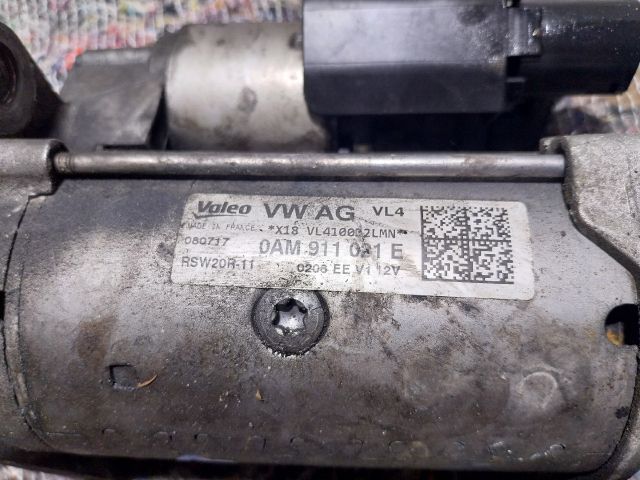 Valeo VW AG VL4
MADE IN FRANCE *X18 VL410032LMN**
080717 0AM 911 021 E
RSW20R-11 0206 EE V1 12V